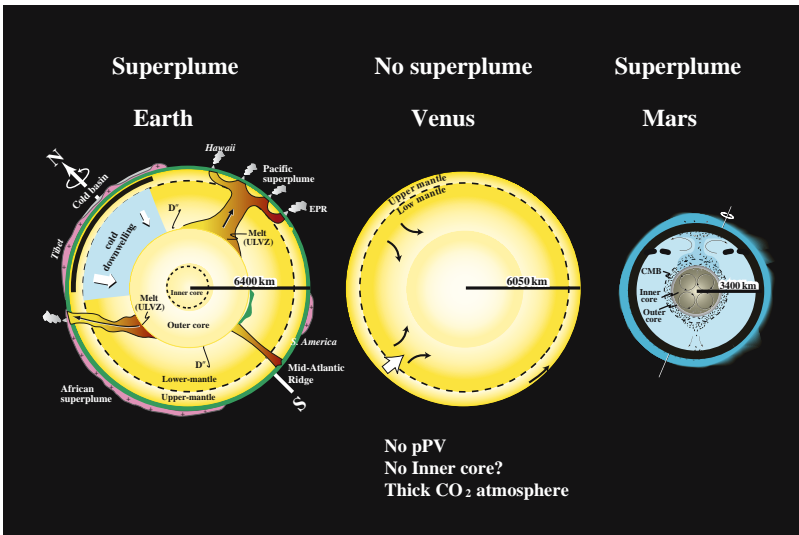 Superplume
No superplume
Superplume
Earth
Venus
Mars
Hawaii
Pacific
superplume
EPR
N
Cold basin
Tibet
cold
downwelling
D"
Melt
(ULVZ)
6400 km
Inner core
Melt
(ULVZ)
Outer core
S. America
D"
Mid-Atlantic
Ridge
Lower-mantle
Upper-mantle
African
superplume
S
Upper mantle
Low mantle
6050 km
CMB
Inner
core
Outer
core
3400 km
No pPV
No Inner core?
Thick CO₂ atmosphere